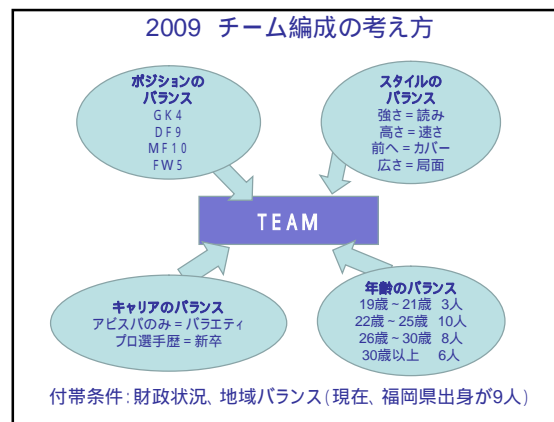 2009 チーム編成の考え方
ポジションの
バランス
GK4
DF9
MF10
FW5
スタイルの
バランス
強さ=読み
高さ=速さ
前へ=カバー
広さ=局面
TEAM
キャリアのバランス
アビスパのみ=バラエティ
プロ選手歴=新卒
年齢のバランス
19歳~21歳 3人
22歳~25歳 10人
26歳~30歳 8人
30歳以上 6人
付帯条件:財政状況、地域バランス(現在、福岡県出身が9人)